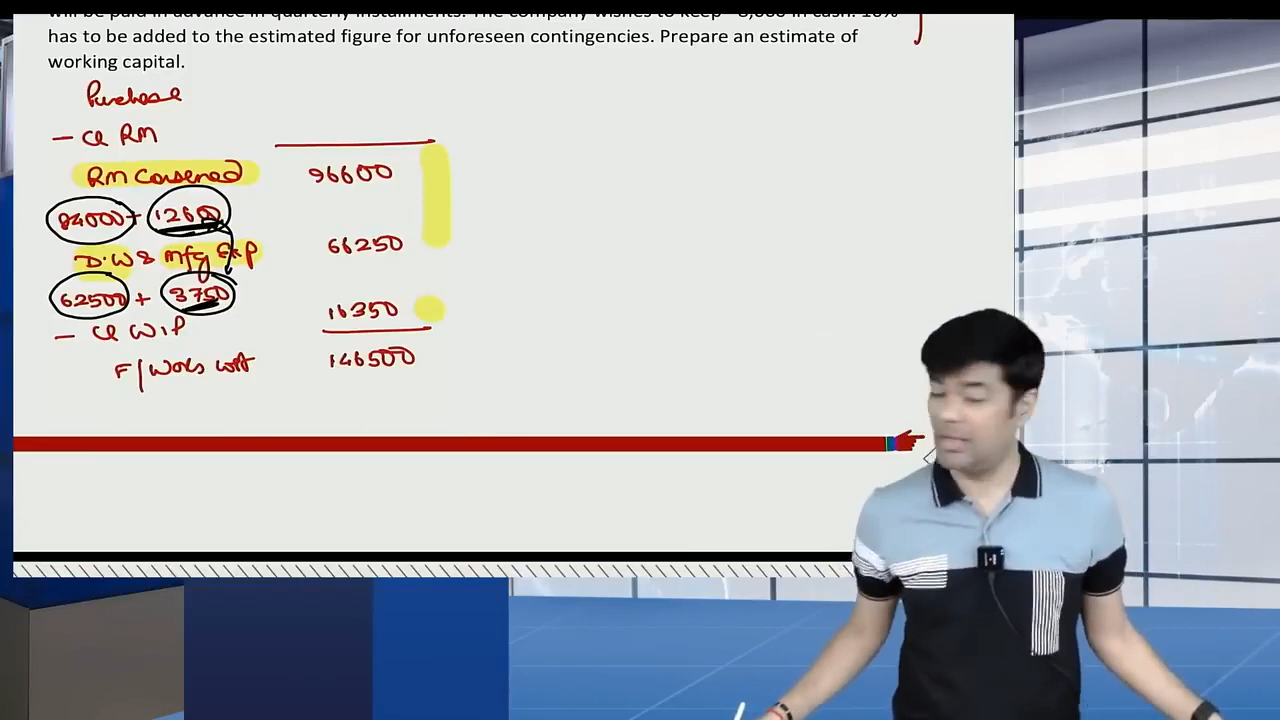 has to be added to the estimated figure for unforeseen contingencies. Prepare an estimate of
working capital.
Purchase
- Cl RM
RM Consumed 96600
84000 + 12600
D.W & Mfg Exp 66250
62500 + 3750
- Cl WIP 16350
F/Works Cost 146500